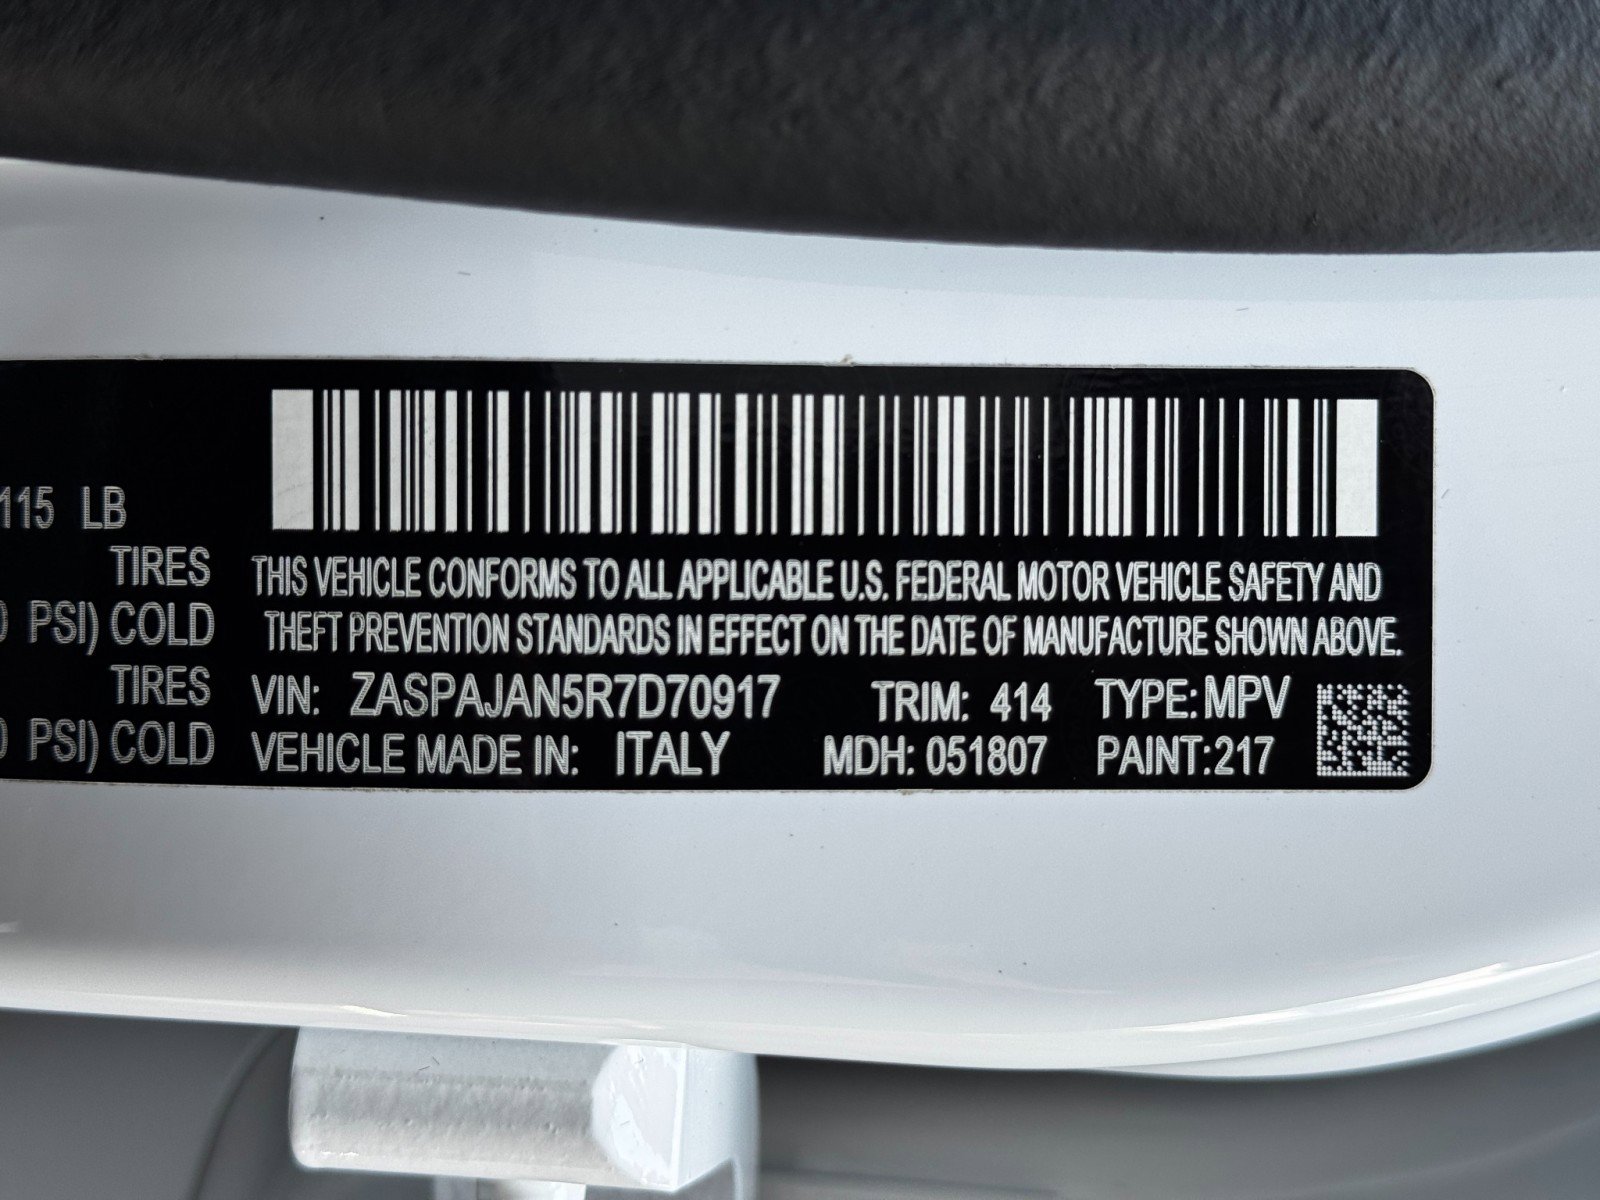 115 LB
TIRES
PSI) COLD
TIRES
PSI) COLD
THIS VEHICLE CONFORMS TO ALL APPLICABLE U.S. FEDERAL MOTOR VEHICLE SAFETY AND
THEFT PREVENTION STANDARDS IN EFFECT ON THE DATE OF MANUFACTURE SHOWN ABOVE.
VIN: ZASPAJAN5R7D70917 TRIM: 414 TYPE: MPV
VEHICLE MADE IN: ITALY MDH: 051807 PAINT:217